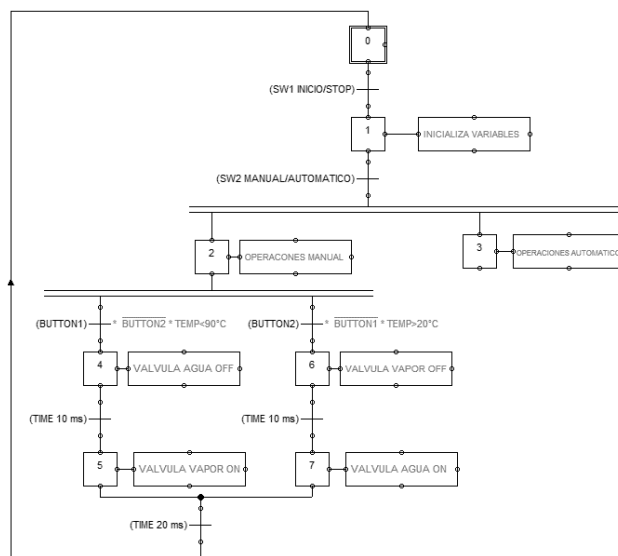 0
(SW1 INICIO/STOP)
1
INICIALIZA VARIABLES
(SW2 MANUAL/AUTOMATICO)
2
OPERACONES MANUAL
3
OPERACIONES AUTOMATICO
(BUTTON1) * BUTTON2 * TEMP<90°C
(BUTTON2) * BUTTON1 * TEMP>20°C
4
VALVULA AGUA OFF
6
VALVULA VAPOR OFF
(TIME 10 ms)
(TIME 10 ms)
5
VALVULA VAPOR ON
7
VALVULA AGUA ON
(TIME 20 ms)